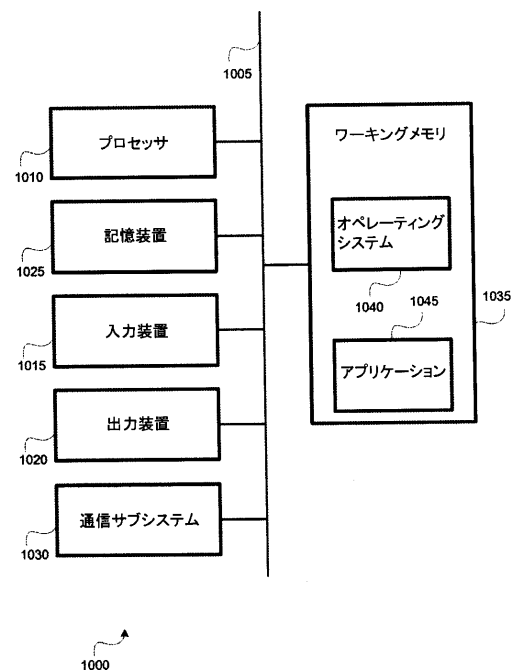 1005
プロセッサ
1010
記憶装置
1025
入力装置
1015
出力装置
1020
通信サブシステム
1030
ワーキングメモリ
オペレーティング
システム
1040
1045
1035
アプリケーション
1000